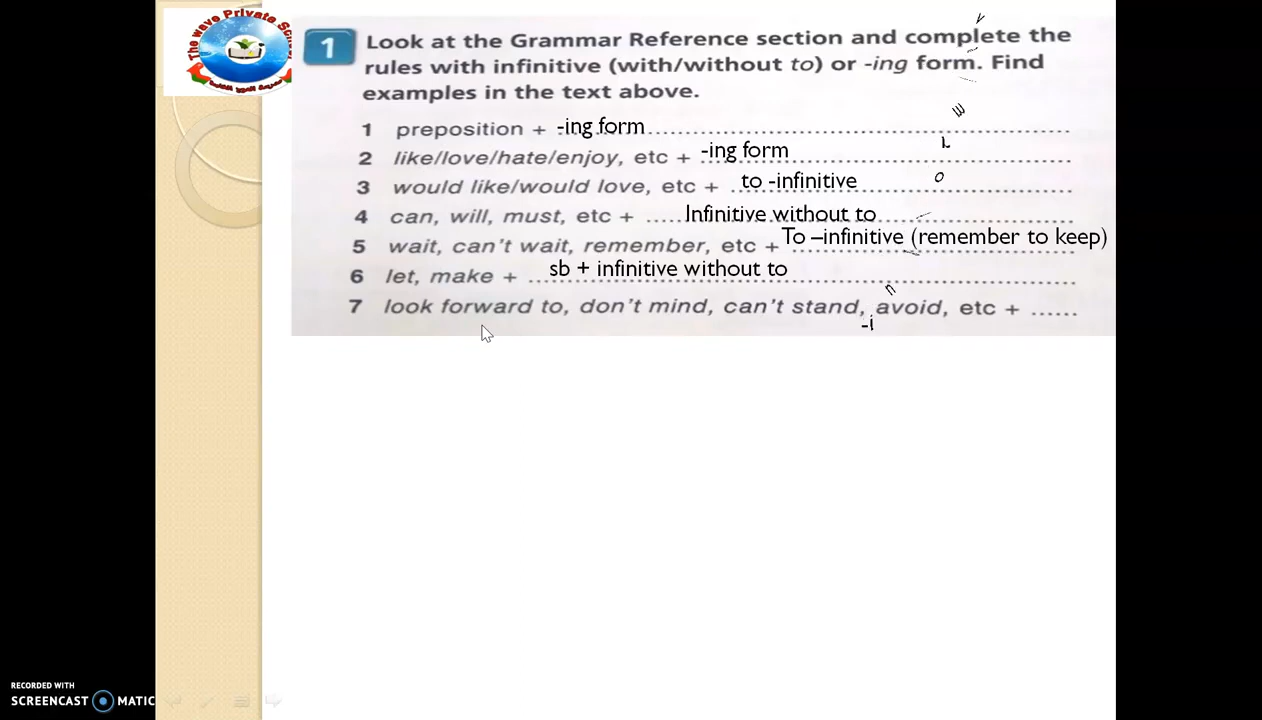 The Wave Private Sc
1 Look at the Grammar Reference section and complete the
rules with infinitive (with/without to) or -ing form. Find
examples in the text above.
1 preposition + -ing form
2 like/love/hate/enjoy, etc + -ing form
3 would like/would love, etc + to -infinitive
4 can, will, must, etc + Infinitive without to
5 wait, can't wait, remember, etc + To –infinitive (remember to keep)
6 let, make + sb + infinitive without to
7 look forward to, don't mind, can't stand, avoid, etc + ......
-i
RECORDED WITH
SCREENCAST MATIC